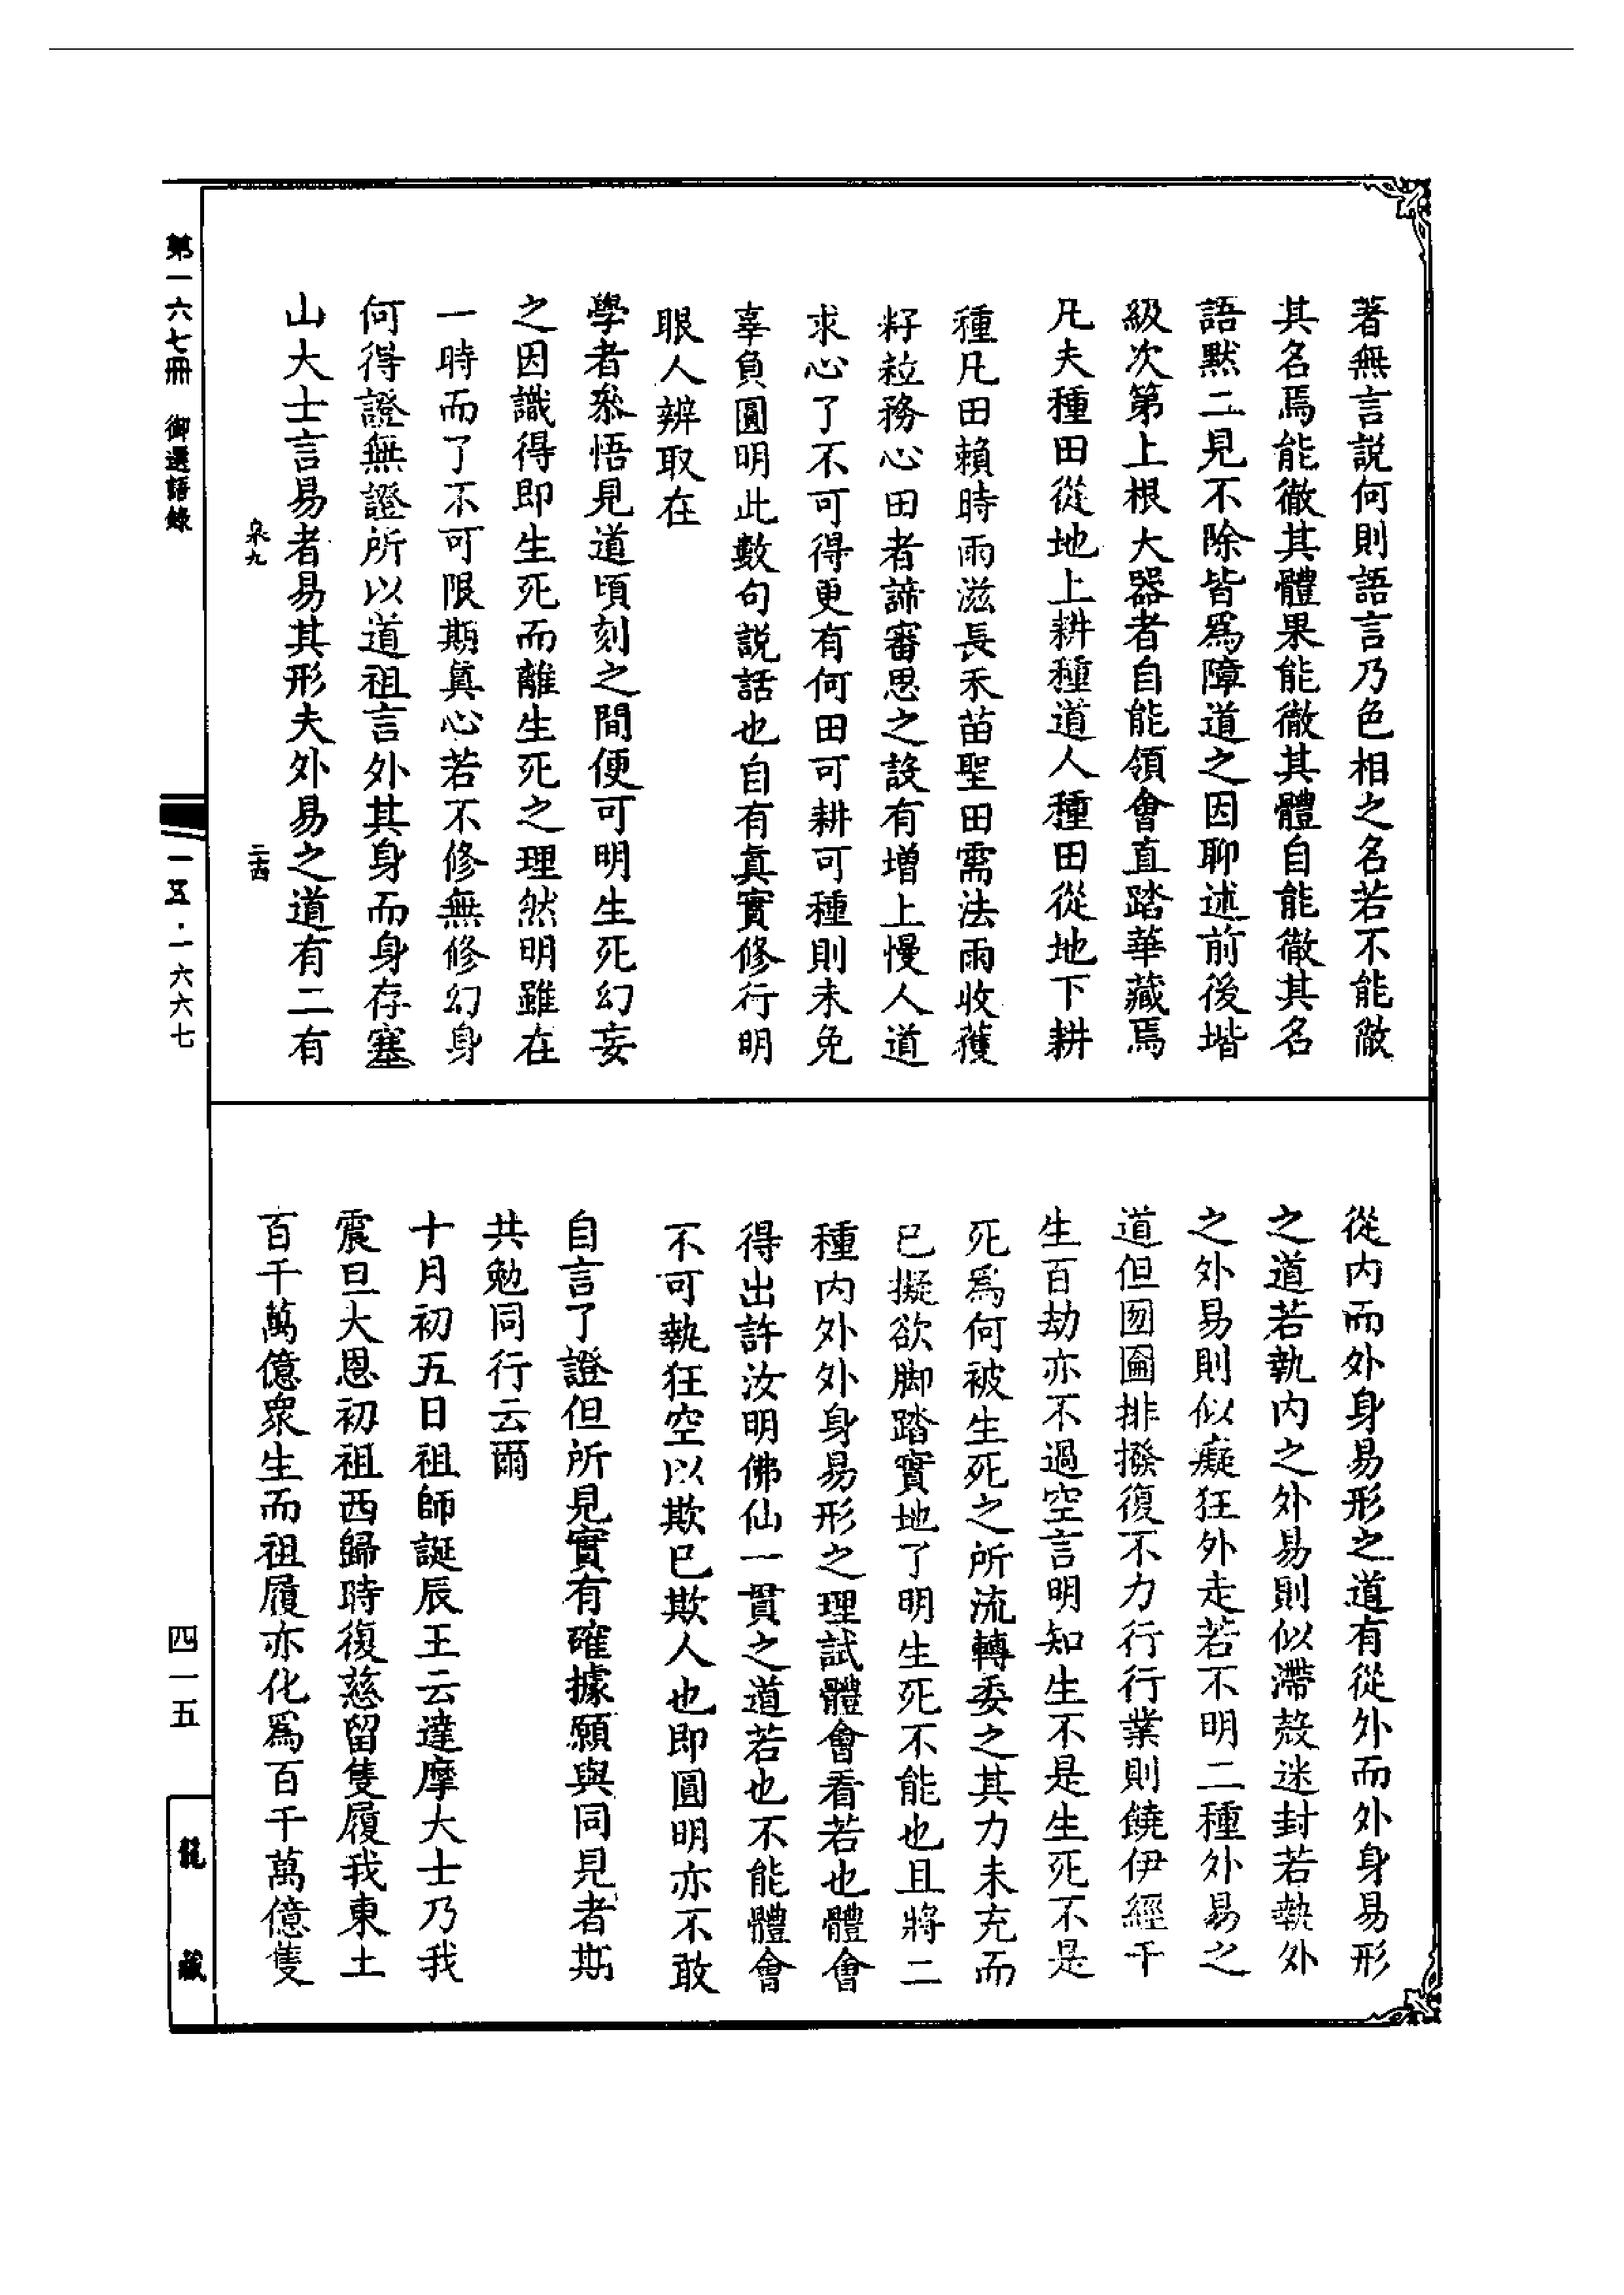 著無言説何則語言乃色相之名若不能徹
其名焉能徹其體果能徹其體自能徹其名
語默二見不除皆爲障道之因聊述前後堦
級次第上根大器者自能領會直踏華藏焉
凡夫種田從地上耕種道人種田從地下耕
種凡田賴時雨滋長禾苗聖田需法雨收穫
籽粒務心田者諦審思之設有增上慢人道
求心了不可得更有何田可耕可種則未免
辜負圓明此數句説話也自有真實修行明
眼人辨取在
學者叅悟見道頃刻之間便可明生死幻妄
之因識得即生死而離生死之理然明雖在
一時而了不可限期真心若不修無修幻身
何得證無證所以道祖言外其身而身存塞
山大士言易者易其形夫外易之道有二有
從内而外身易形之道有從外而外身易形
之道若執内之外易則似滯殼迷封若執外
之外易則似癡狂外走若不明二種外易之
道但囫圇排撥復不力行行業則饒伊經千
生百劫亦不過空言明知生不是生死不是
死爲何被生死之所流轉委之其力未充而
已擬欲脚踏實地了明生死不能也且將二
種内外外身易形之理試體會看若也體會
得出許汝明佛仙一貫之道若也不能體會
不可執狂空以欺已欺人也即圓明亦不敢
自言了證但所見實有確據願與同見者斯
共勉同行云爾
十月初五日祖師誕辰王云達摩大士乃我
震旦大恩初祖西歸時復慈留隻履我東土
百千萬億眾生而祖履亦化爲百千萬億隻
第一六七冊 御選語錄
泉九
一五·一六六七
四一五
龍藏